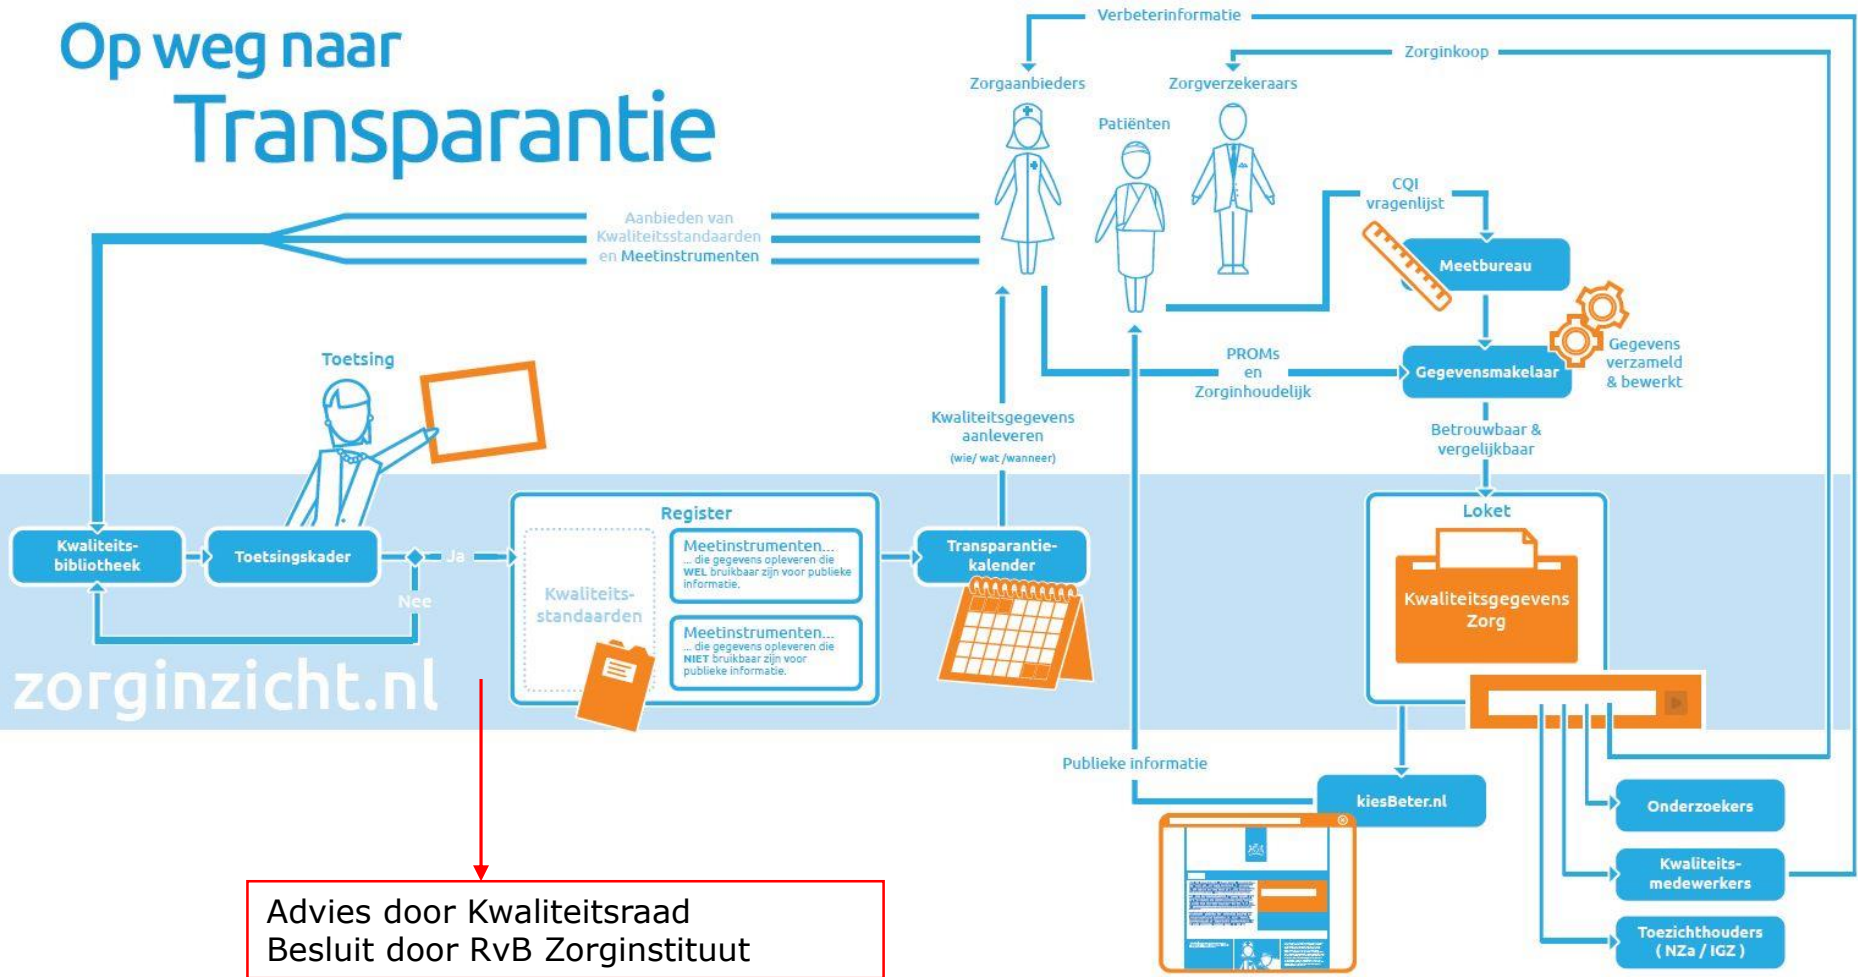 Op weg naar
Transparantie
Verbeterinformatie
Zorginkoop
Zorgaanbieders
Zorgverzekeraars
Patiënten
Aanbieden van
Kwaliteitsstandaarden
en Meetinstrumenten
CQI
vragenlijst
Meetbureau
Gegevens
verzameld
& bewerkt
Gegevensmakelaar
PROMs
en
Zorginhoudelijk
Toetsing
Kwaliteitsgegevens
aanleveren
(wie/ wat /wanneer)
Betrouwbaar &
vergelijkbaar
Kwaliteits-
bibliotheek
Toetsingskader
Ja
Nee
Register
Kwaliteits-
standaarden
Meetinstrumenten...
... die gegevens opleveren die
WEL bruikbaar zijn voor publieke
informatie.
Meetinstrumenten...
... die gegevens opleveren die
NIET bruikbaar zijn voor
publieke informatie.
Transparantie-
kalender
Loket
Kwaliteitsgegevens
Zorg
zorginzicht.nl
Publieke informatie
kiesBeter.nl
Onderzoekers
Kwaliteits-
medewerkers
Toezichthouders
( NZa / IGZ )
Advies door Kwaliteitsraad
Besluit door RvB Zorginstituut